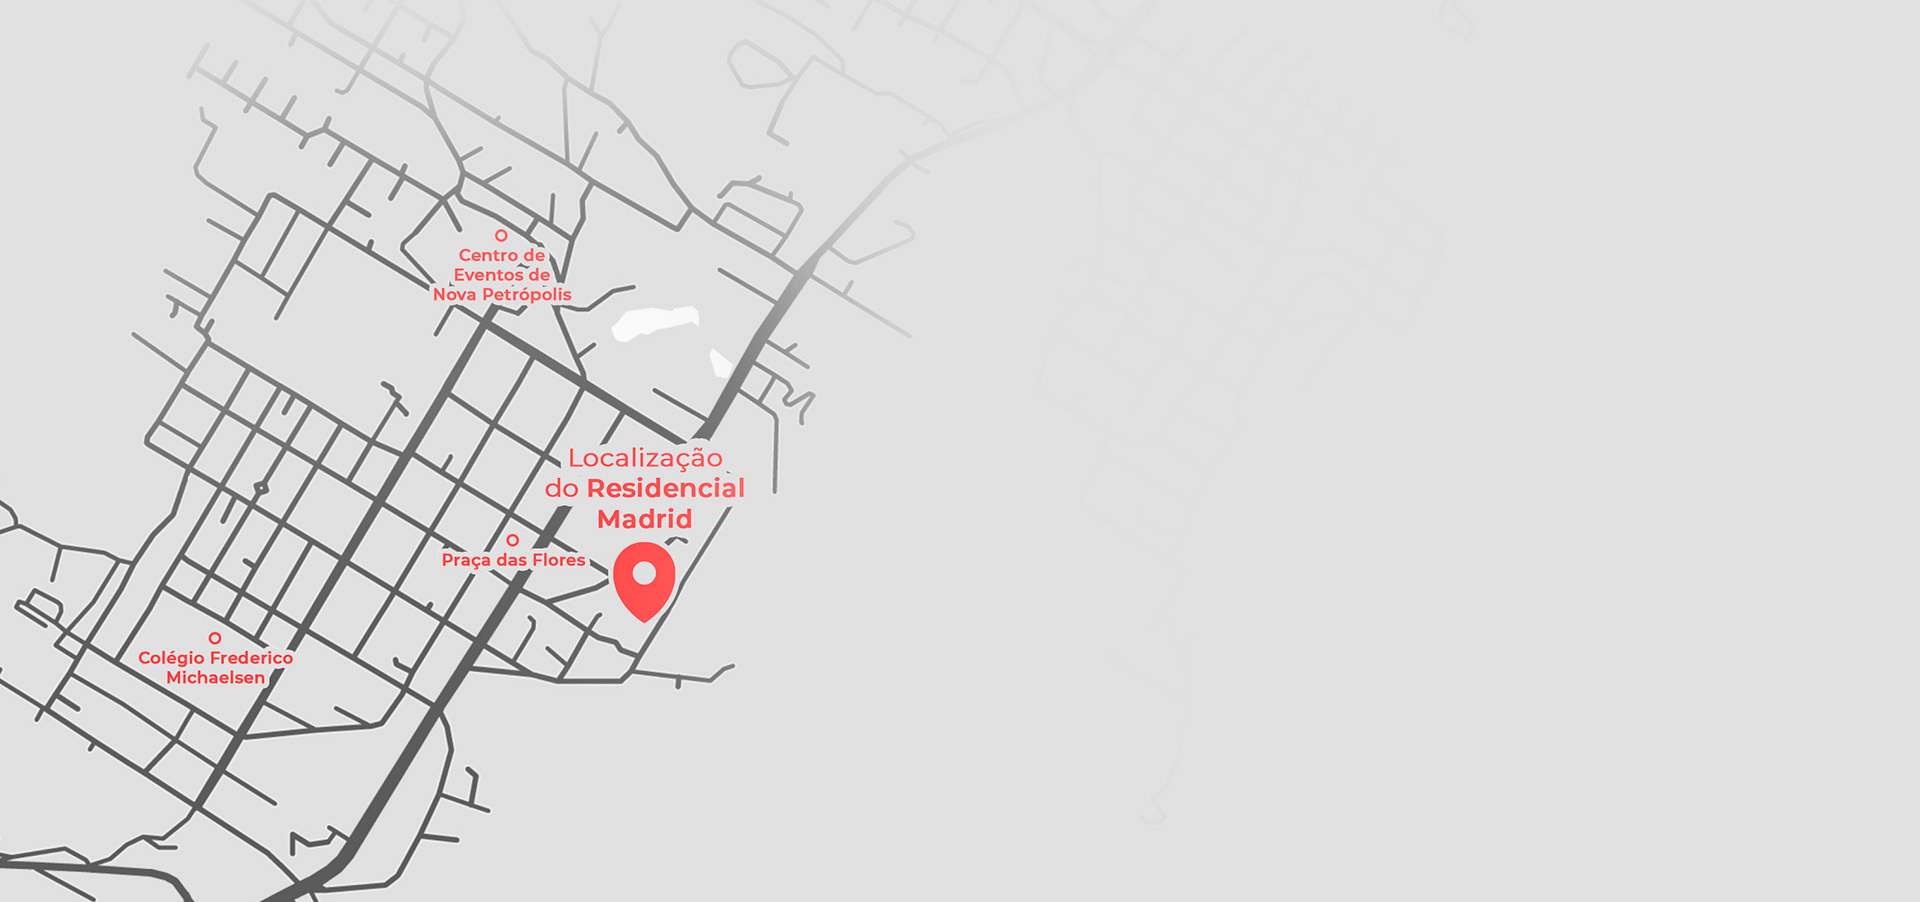 Centro de
Eventos de
Nova Petrópolis
Localização
do Residencial
Madrid
Praça das Flores
Colégio Frederico
Michaelsen